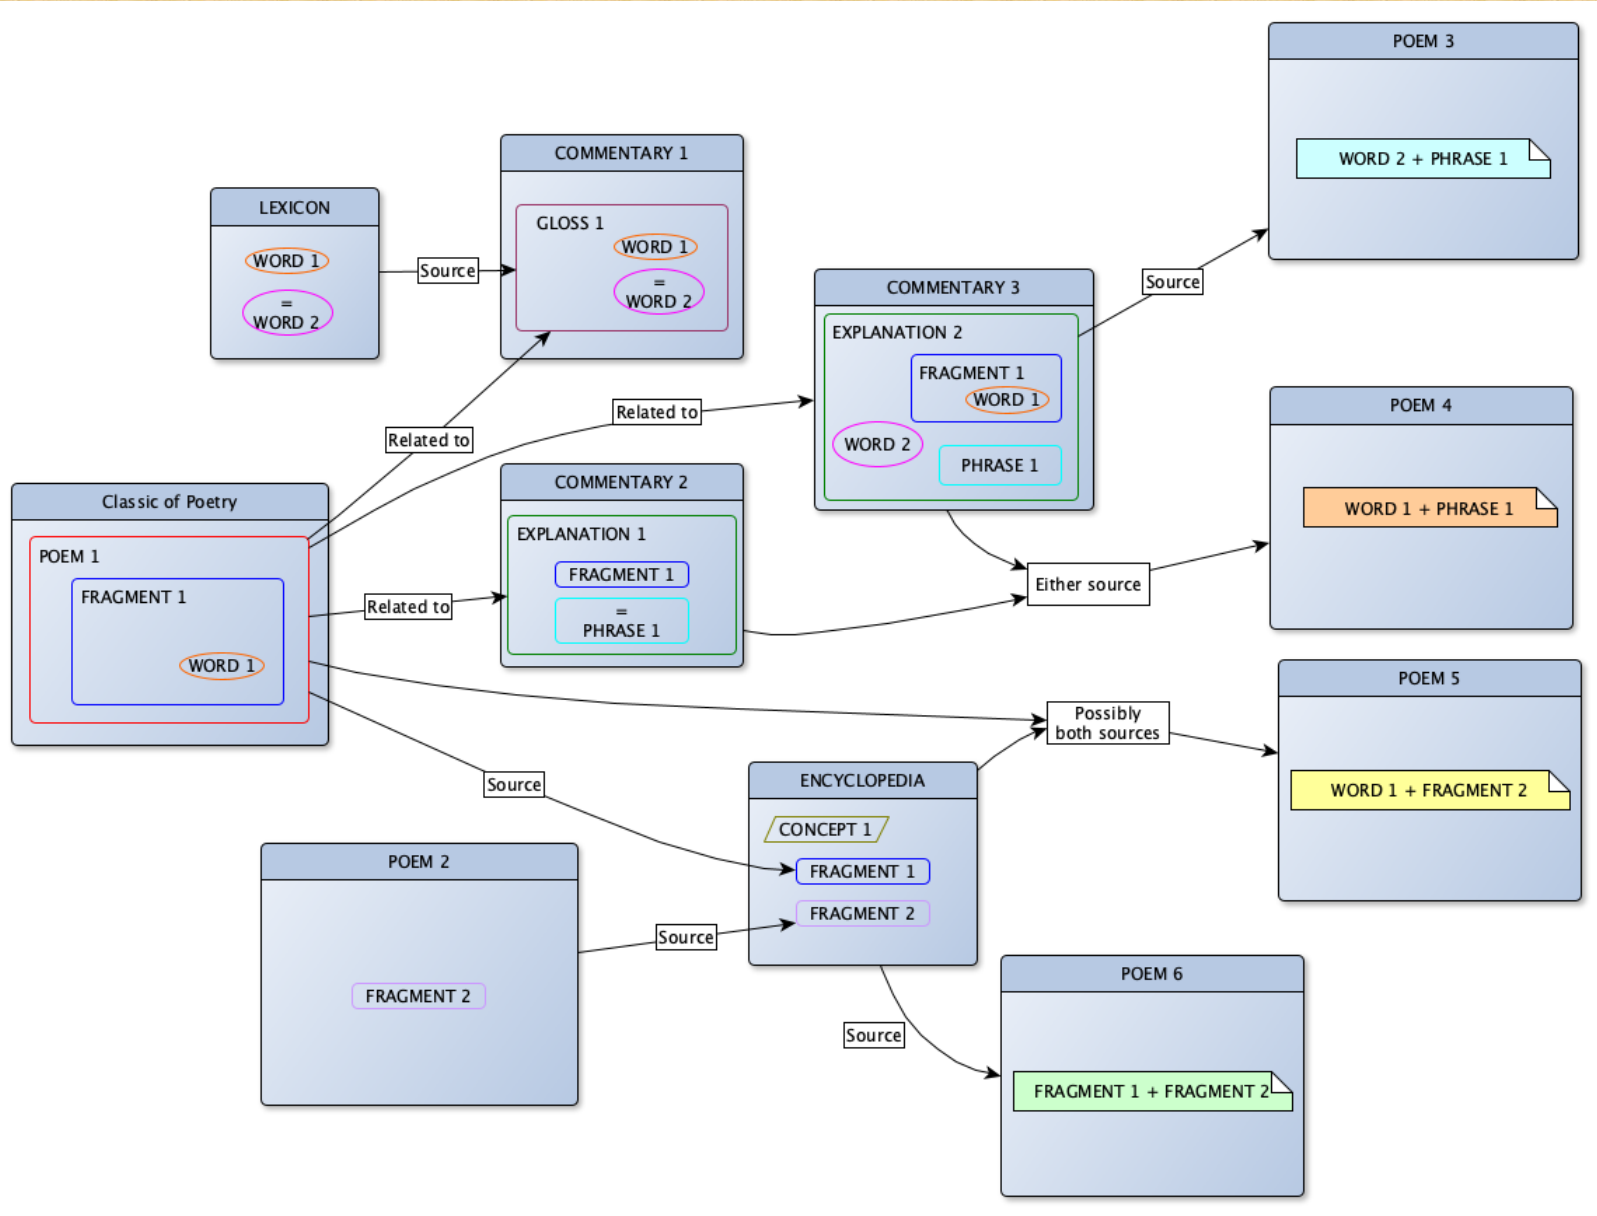 POEM 3
WORD 2 + PHRASE 1
COMMENTARY 1
GLOSS 1
WORD 1
=
WORD 2
LEXICON
WORD 1
=
WORD 2
Source
COMMENTARY 3
EXPLANATION 2
FRAGMENT 1
WORD 1
WORD 2
PHRASE 1
Source
Related to
Related to
POEM 4
WORD 1 + PHRASE 1
COMMENTARY 2
EXPLANATION 1
FRAGMENT 1
=
PHRASE 1
Classic of Poetry
POEM 1
FRAGMENT 1
WORD 1
Related to
Either source
POEM 5
WORD 1 + FRAGMENT 2
Possibly
both sources
Source
ENCYCLOPEDIA
CONCEPT 1
FRAGMENT 1
FRAGMENT 2
POEM 2
FRAGMENT 2
Source
Source
POEM 6
FRAGMENT 1 + FRAGMENT 2